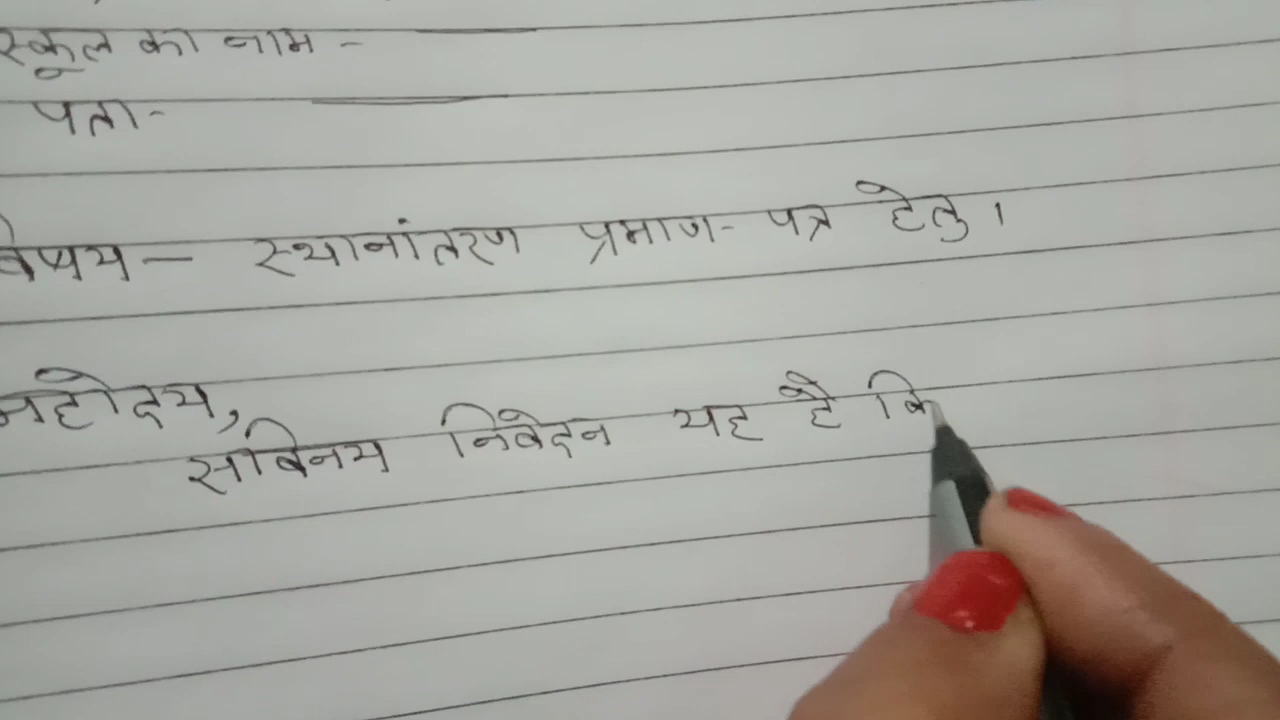 स्कूल का नाम -
पता-
विषय — स्थानांतरण प्रमाण-पत्र हेतु।
महोदय,
सविनय निवेदन यह है कि